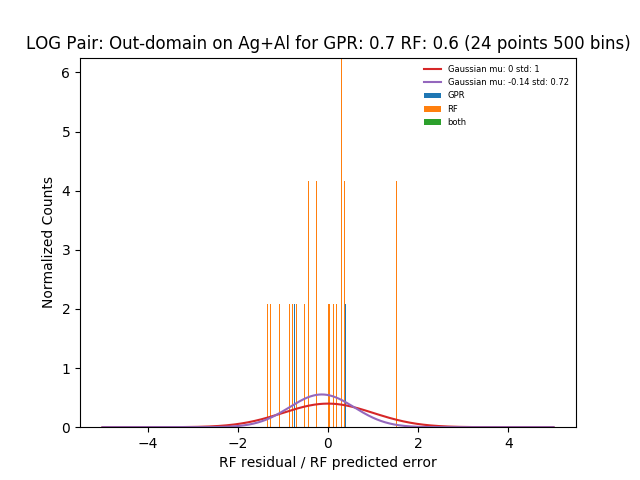 LOG Pair: Out-domain on Ag+Al for GPR: 0.7 RF: 0.6 (24 points 500 bins)
Gaussian mu: 0 std: 1
Gaussian mu: -0.14 std: 0.72
GPR
RF
both
Normalized Counts
6
5
4
3
2
1
0
−4
−2
0
2
4
RF residual / RF predicted error